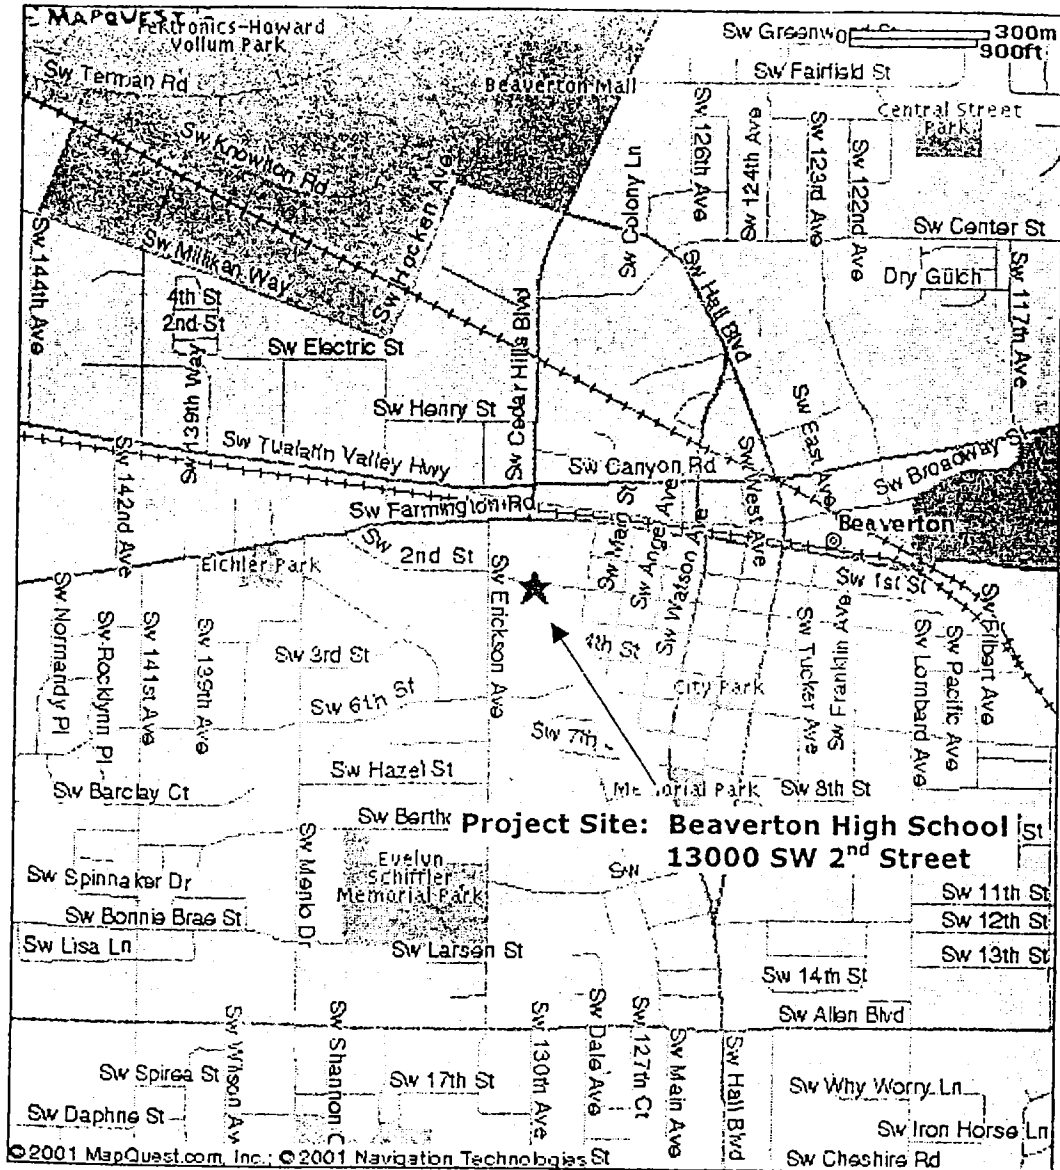 MAPQUEST
Tektronics-Howard
Vollum Park
Sw Terman Rd
Sw Knowlton Rd
Sw Millikan Way
Sw Hocken Ave
Beaverton Mall
Sw Greenwood St
0 300m
900ft
Sw Fairfield St
Central Street
Park
Sw Colony Ln
Sw 126th Ave
Sw 124th Ave
Sw 123rd Ave
Sw 122nd Ave
Sw Center St
Dry Gulch
Sw 117th Ave
Sw Hall Blvd
Sw 144th Ave
4th St
2nd St
Sw Electric St
Sw 139th Way
Sw Henry St
Sw Cedar Hills Blvd
Sw Tualatin Valley Hwy
Sw Canyon Rd
Sw East Ave
Sw Broadway S
Sw 142nd Ave
Sw Farmington Rd
Sw Main St
Sw Angel Ave
Sw Watson Ave
Sw West Ave
Beaverton
Eichler Park
Sw 2nd St
Sw 1st St
Sw Erickson Ave
Sw Normandy Pl
Sw Rocklynn Pl
Sw 141st Ave
Sw 139th Ave
Sw 3rd St
4th St
Sw 6th St
City Park
Sw Tucker Ave
Sw Franklin Ave
Sw Lombard Ave
Sw Pacific Ave
Sw Filbert Ave
Sw 7th
Sw Hazel St
Memorial Park
Sw 8th St
Sw Barclay Ct
Sw Berth
Project Site: Beaverton High School
13000 SW 2nd Street
St
Sw Menlo Dr
Evelyn
Schiffler
Memorial Park
Sw
Sw Spinnaker Dr
Sw 11th St
Sw Bonnie Brae St
Sw 12th St
Sw Lisa Ln
Sw Larsen St
Sw 13th St
Sw 14th St
Sw Allen Blvd
Sw Wilson Av
Sw Shannon C
Sw 130th Ave
Sw Dale Ave
Sw 127th Ct
Sw Main Ave
Sw Hall Blvd
Sw Spirea St
Sw 17th St
Sw Why Worry Ln
Sw Daphne St
Sw Iron Horse Ln
©2001 MapQuest.com, Inc.; ©2001 Navigation Technologies
St
Sw Cheshire Rd